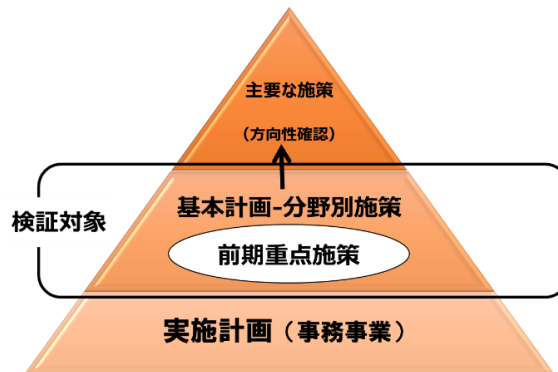 主要な施策
（方向性確認）
検証対象
基本計画-分野別施策
前期重点施策
実施計画（事務事業）